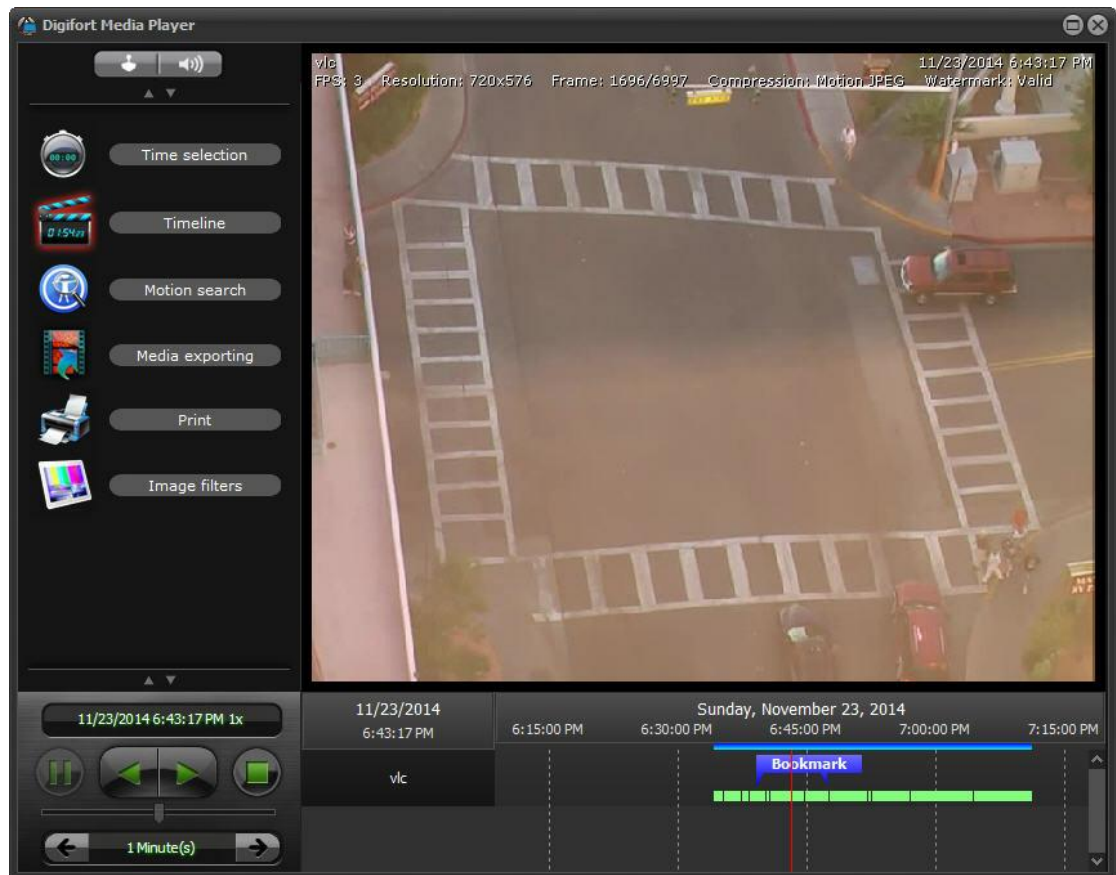 Digifort Media Player
Time selection
Timeline
Motion search
Media exporting
Print
Image filters
vlc
11/23/2014 6:43:17 PM
FPS: 3 Resolution: 720x576 Frame: 1696/6997 Compression: Motion JPEG Watermark: Valid
11/23/2014 6:43:17 PM 1x
1 Minute(s)
11/23/2014
6:43:17 PM
Sunday, November 23, 2014
6:15:00 PM 6:30:00 PM 6:45:00 PM 7:00:00 PM 7:15:00 PM
vlc
Bookmark